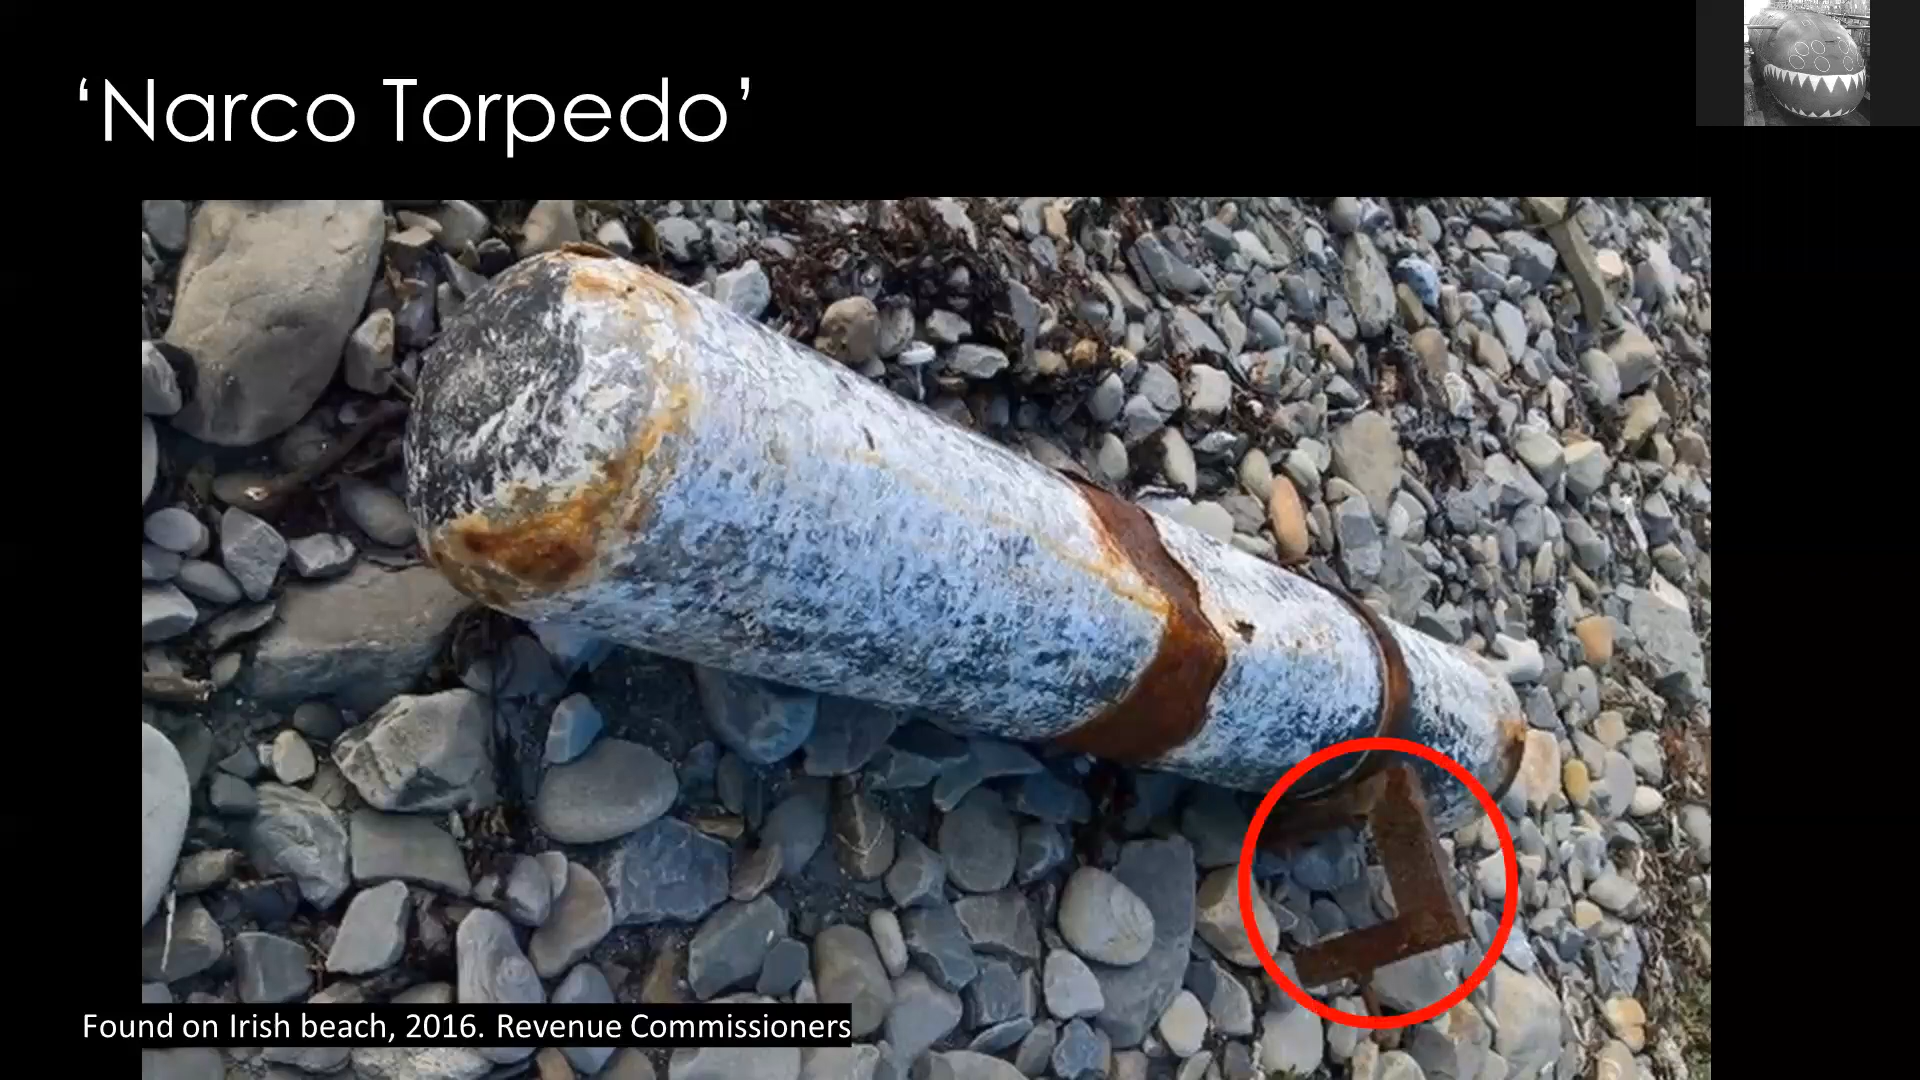 ‘Narco Torpedo’
Found on Irish beach, 2016. Revenue Commissioners